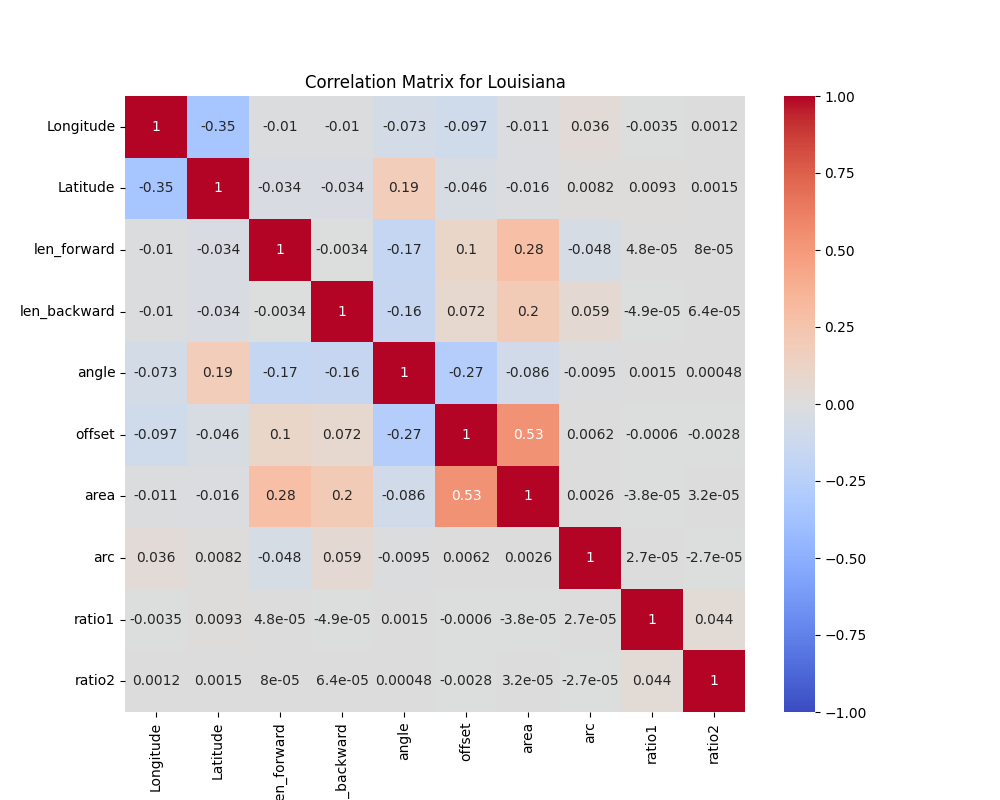 Correlation Matrix for Louisiana
Longitude 1 -0.35 -0.01 -0.01 -0.073 -0.097 -0.011 0.036 -0.0035 0.0012
Latitude -0.35 1 -0.034 -0.034 0.19 -0.046 -0.016 0.0082 0.0093 0.0015
len_forward -0.01 -0.034 1 -0.0034 -0.17 0.1 0.28 -0.048 4.8e-05 8e-05
len_backward -0.01 -0.034 -0.0034 1 -0.16 0.072 0.2 0.059 -4.9e-05 6.4e-05
angle -0.073 0.19 -0.17 -0.16 1 -0.27 -0.086 -0.0095 0.0015 0.00048
offset -0.097 -0.046 0.1 0.072 -0.27 1 0.53 0.0062 -0.0006 -0.0028
area -0.011 -0.016 0.28 0.2 -0.086 0.53 1 0.0026 -3.8e-05 3.2e-05
arc 0.036 0.0082 -0.048 0.059 -0.0095 0.0062 0.0026 1 2.7e-05 -2.7e-05
ratio1 -0.0035 0.0093 4.8e-05 -4.9e-05 0.0015 -0.0006 -3.8e-05 2.7e-05 1 0.044
ratio2 0.0012 0.0015 8e-05 6.4e-05 0.00048 -0.0028 3.2e-05 -2.7e-05 0.044 1
Longitude
Latitude
en_forward
_backward
angle
offset
area
arc
ratio1
ratio2
1.00
0.75
0.50
0.25
0.00
−0.25
−0.50
−0.75
−1.00